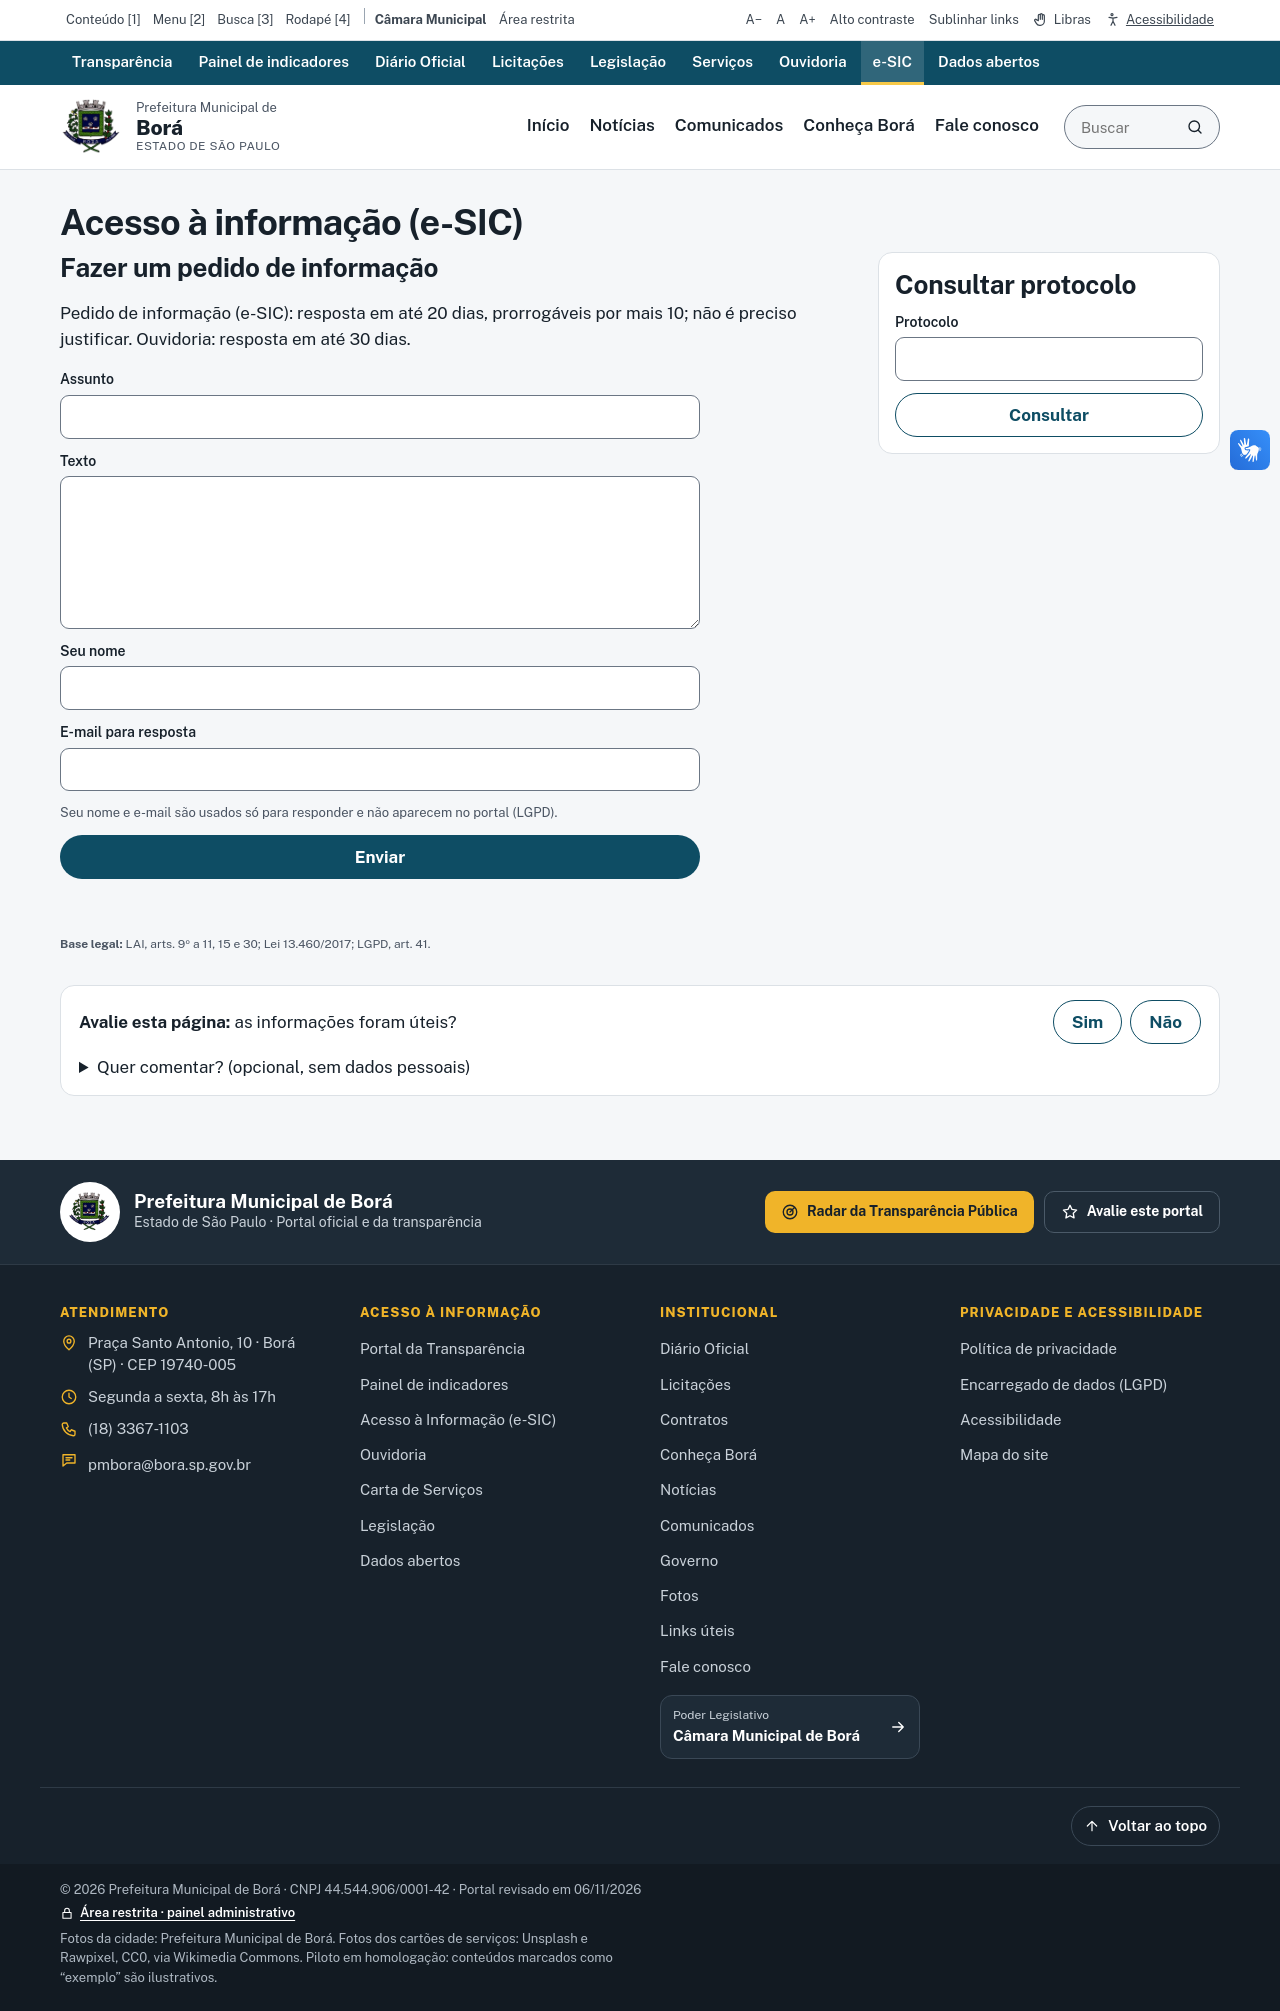 Conteúdo [1] Menu [2] Busca [3] Rodapé [4] Câmara Municipal Área restrita A− A A+ Alto contraste Sublinhar links Libras Acessibilidade
Transparência Painel de indicadores Diário Oficial Licitações Legislação Serviços Ouvidoria e-SIC Dados abertos
Prefeitura Municipal de
Borá
ESTADO DE SÃO PAULO
Início Notícias Comunicados Conheça Borá Fale conosco Buscar
Acesso à informação (e-SIC)
Fazer um pedido de informação
Pedido de informação (e-SIC): resposta em até 20 dias, prorrogáveis por mais 10; não é preciso
justificar. Ouvidoria: resposta em até 30 dias.
Assunto
Texto
Seu nome
E-mail para resposta
Seu nome e e-mail são usados só para responder e não aparecem no portal (LGPD).
Enviar
Consultar protocolo
Protocolo
Consultar
Base legal: LAI, arts. 9º a 11, 15 e 30; Lei 13.460/2017; LGPD, art. 41.
Avalie esta página: as informações foram úteis? Sim Não
Quer comentar? (opcional, sem dados pessoais)
Prefeitura Municipal de Borá
Estado de São Paulo · Portal oficial e da transparência
Radar da Transparência Pública Avalie este portal
ATENDIMENTO
Praça Santo Antonio, 10 · Borá
(SP) · CEP 19740-005
Segunda a sexta, 8h às 17h
(18) 3367-1103
pmbora@bora.sp.gov.br
ACESSO À INFORMAÇÃO
Portal da Transparência
Painel de indicadores
Acesso à Informação (e-SIC)
Ouvidoria
Carta de Serviços
Legislação
Dados abertos
INSTITUCIONAL
Diário Oficial
Licitações
Contratos
Conheça Borá
Notícias
Comunicados
Governo
Fotos
Links úteis
Fale conosco
Poder Legislativo
Câmara Municipal de Borá
PRIVACIDADE E ACESSIBILIDADE
Política de privacidade
Encarregado de dados (LGPD)
Acessibilidade
Mapa do site
Voltar ao topo
© 2026 Prefeitura Municipal de Borá · CNPJ 44.544.906/0001-42 · Portal revisado em 06/11/2026
Área restrita · painel administrativo
Fotos da cidade: Prefeitura Municipal de Borá. Fotos dos cartões de serviços: Unsplash e
Rawpixel, CC0, via Wikimedia Commons. Piloto em homologação: conteúdos marcados como
“exemplo” são ilustrativos.